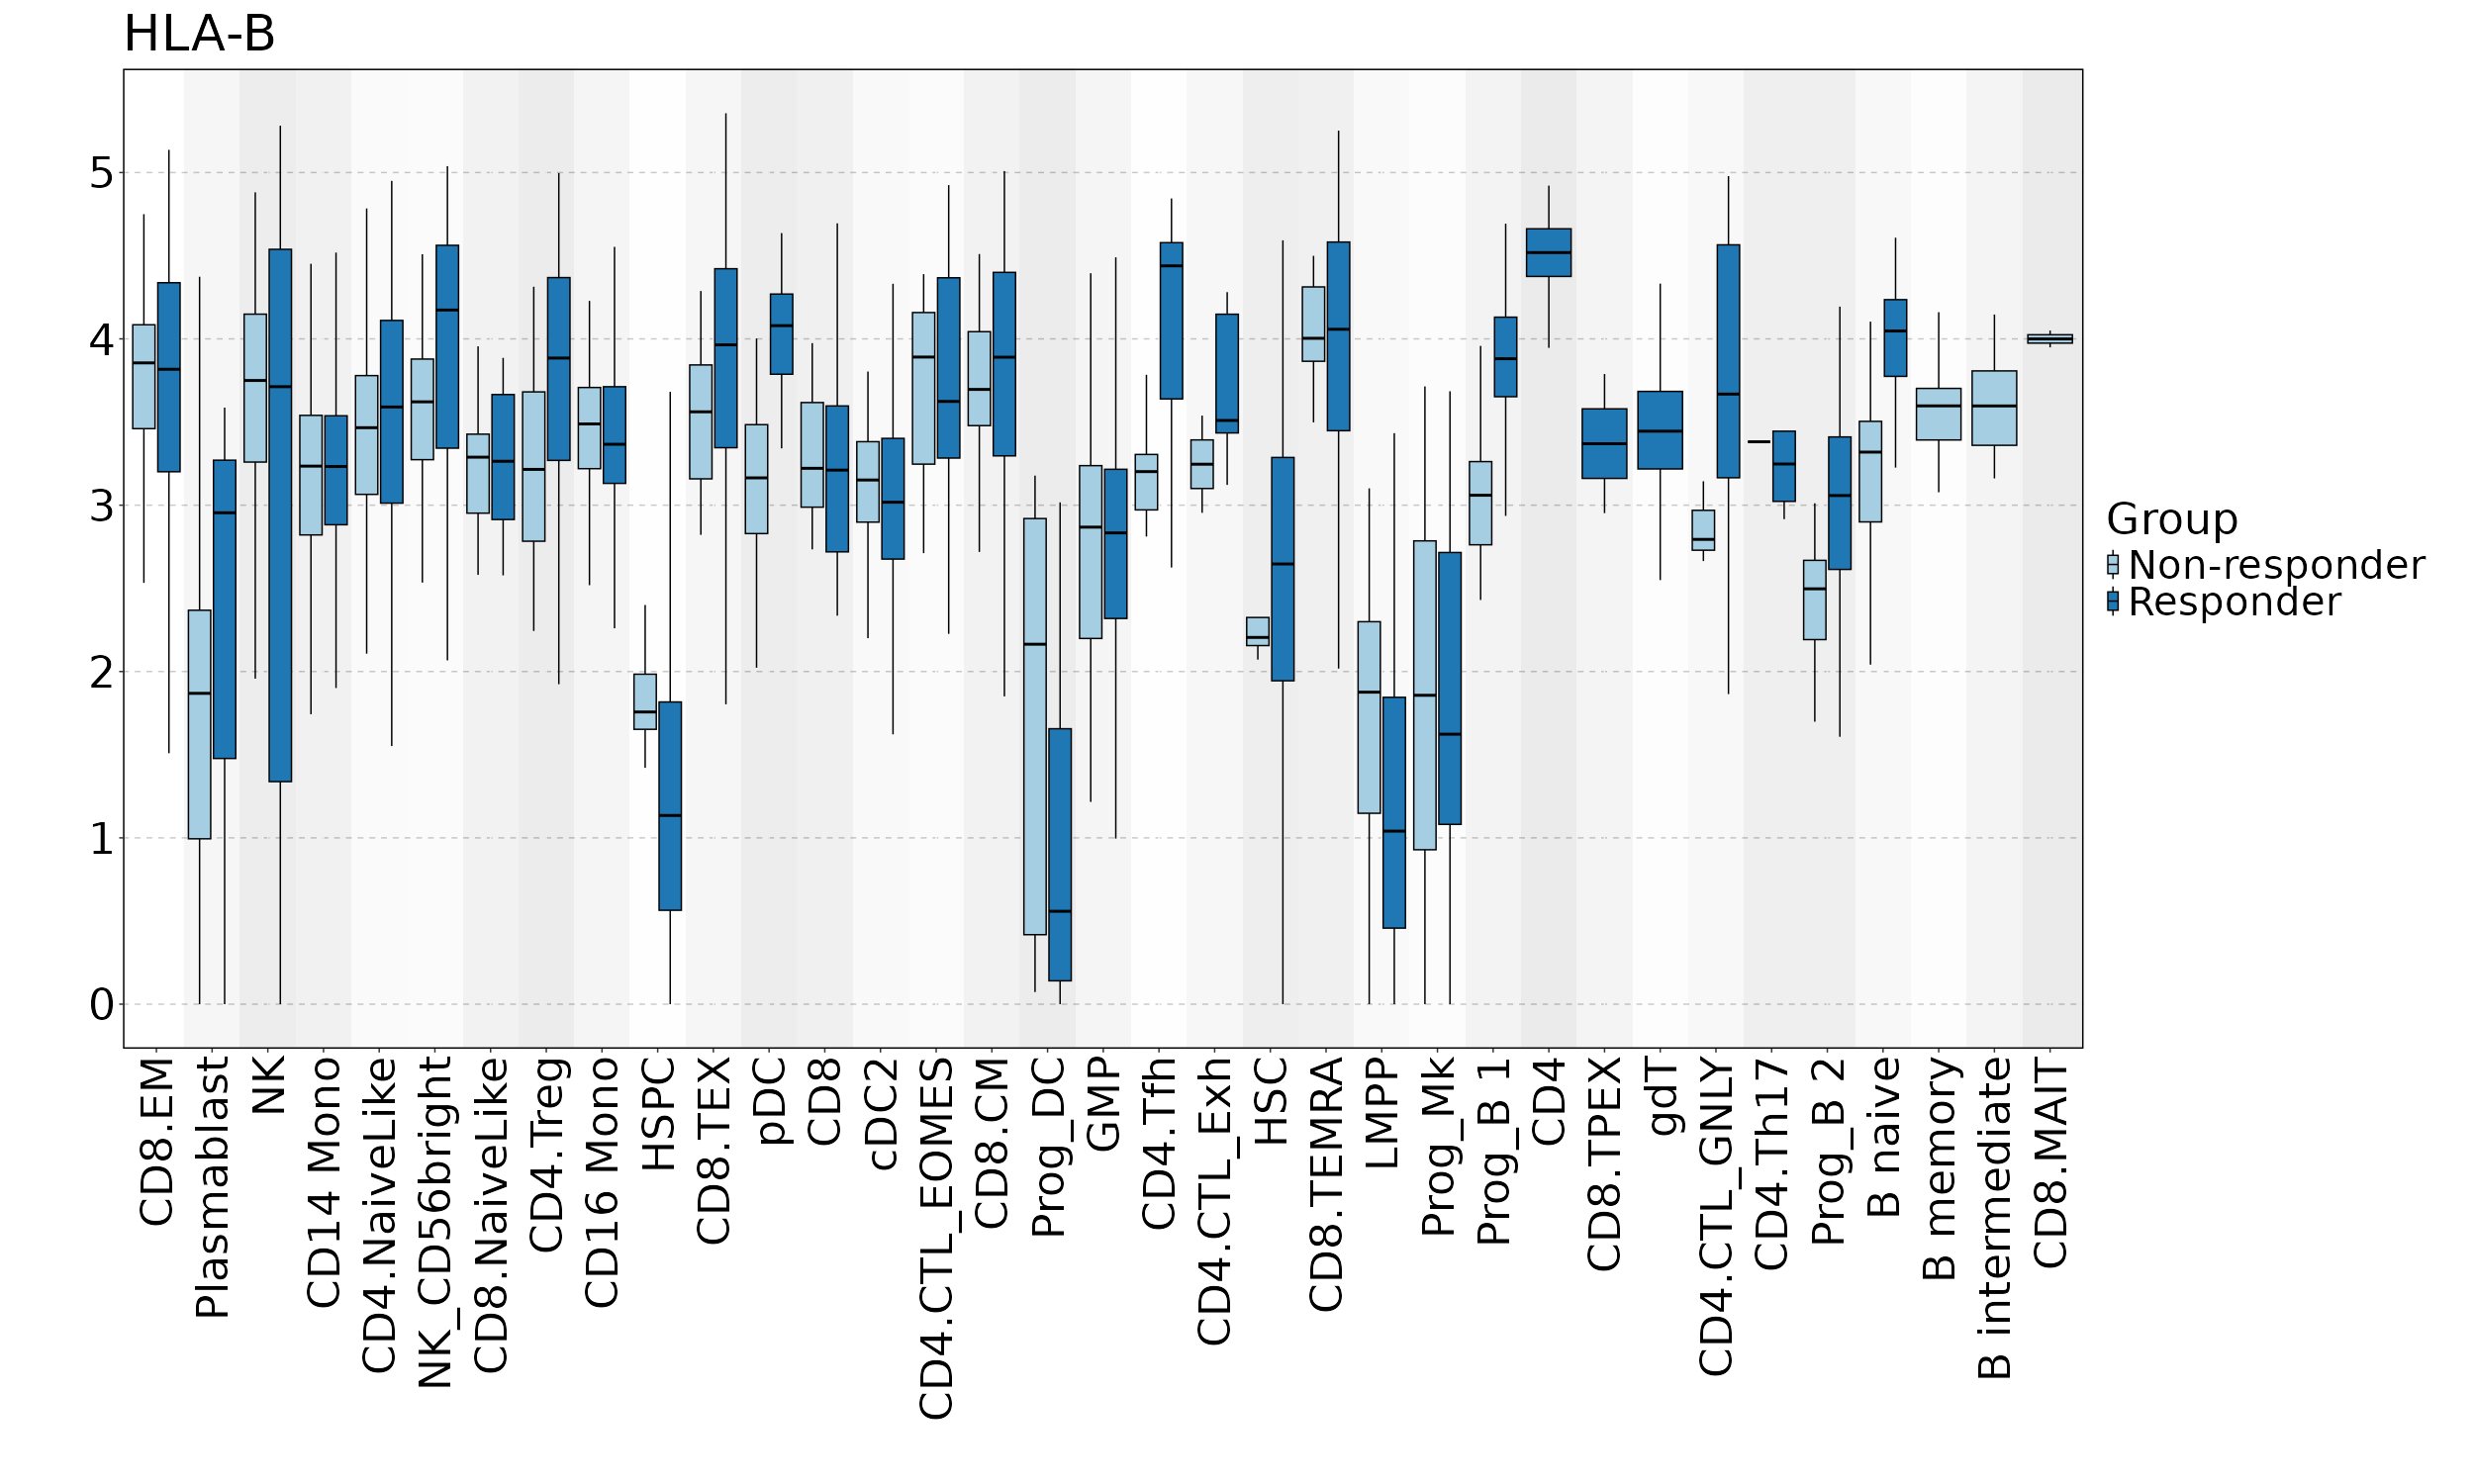 HLA-B
5
4
3
2
1
0
CD8.EM
Plasmablast
NK
CD14 Mono
CD4.NaiveLike
NK_CD56bright
CD8.NaiveLike
CD4.Treg
CD16 Mono
HSPC
CD8.TEX
pDC
CD8
cDC2
CD4.CTL_EOMES
CD8.CM
Prog_DC
GMP
CD4.Tfh
CD4.CTL_Exh
HSC
CD8.TEMRA
LMPP
Prog_Mk
Prog_B 1
CD4
CD8.TPEX
gdT
CD4.CTL_GNLY
CD4.Th17
Prog_B 2
B naive
B memory
B intermediate
CD8.MAIT
Group
Non-responder
Responder